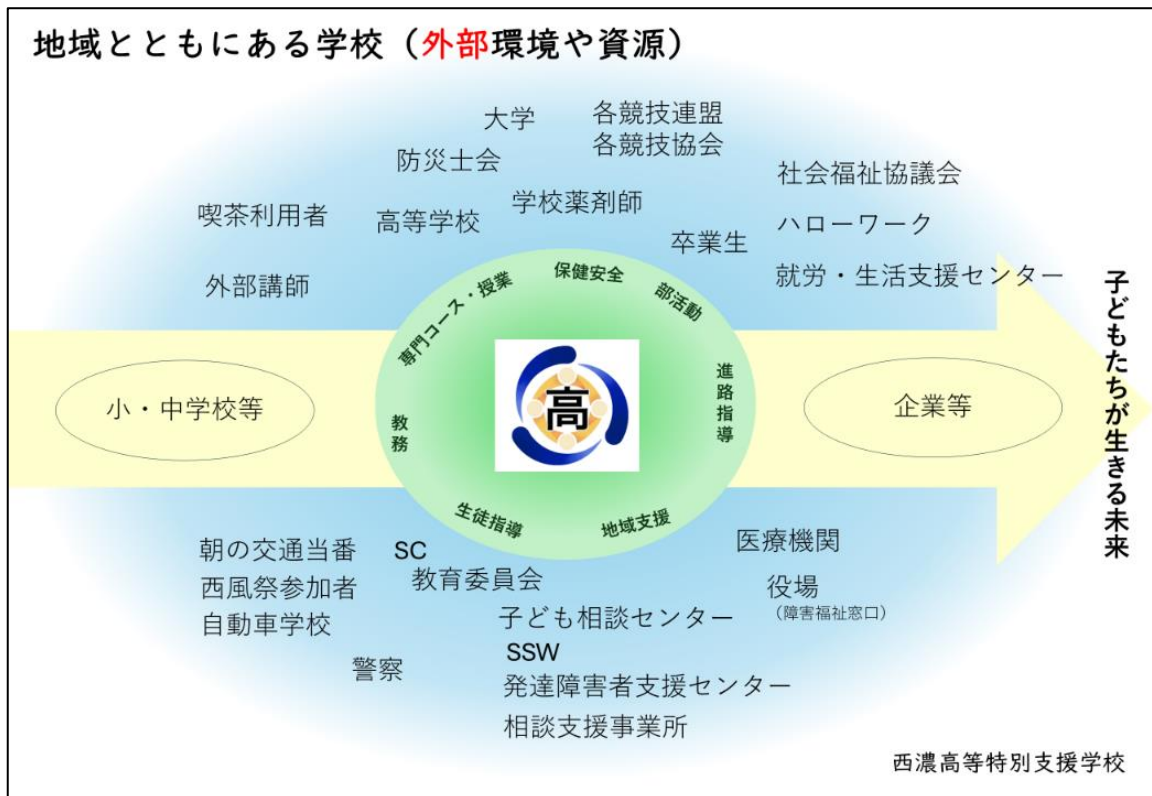 地域とともにある学校（外部環境や資源）
大学
各競技連盟
各競技協会
防災士会
社会福祉協議会
学校薬剤師
喫茶利用者
高等学校
ハローワーク
卒業生
外部講師
就労・生活支援センター
保健安全
部活動
専門コース・授業
進路指導
教務
生徒指導
地域支援
高
小・中学校等
企業等
子どもたちが生きる未来
朝の交通当番
西風祭参加者
自動車学校
警察
SC
教育委員会
子ども相談センター
SSW
発達障害者支援センター
相談支援事業所
医療機関
役場
（障害福祉窓口）
西濃高等特別支援学校